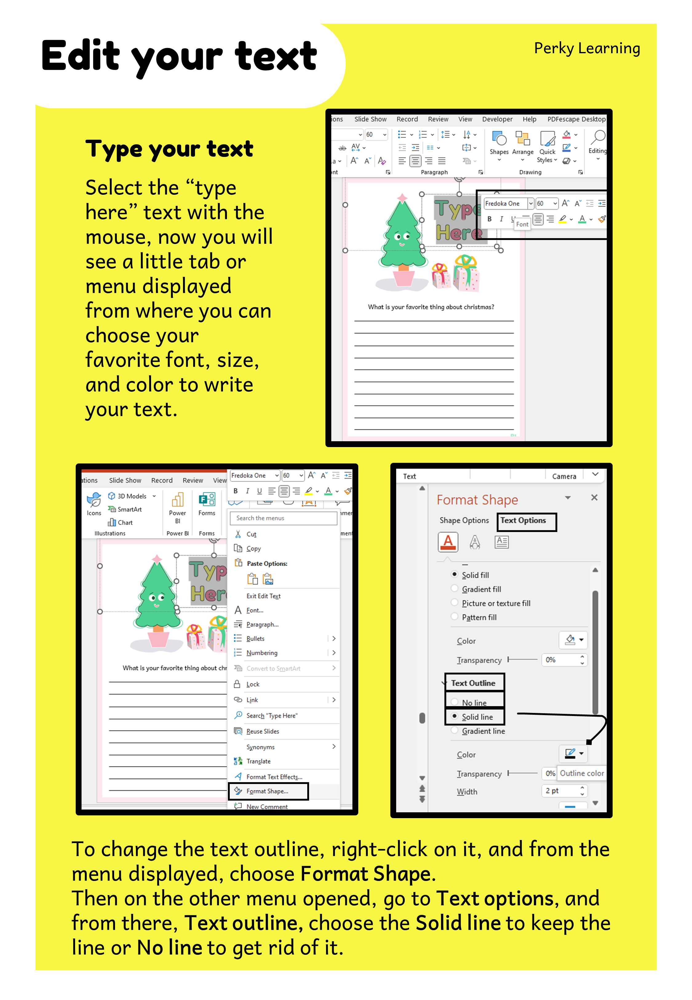 Edit your text
Perky Learning
Type your text
Select the “type
here” text with the
mouse, now you will
see a little tab or
menu displayed
from where you can
choose your
favorite font, size,
and color to write
your text.
Slide Show Record Review View Developer Help PDFescape Desktop
60
ab AV
Shapes Arrange Quick Styles Editing
Paragraph Drawing
Type
Here
Fredoka One 60
B I U
Font
What is your favorite thing about christmas?
Slide Show Record Review View
Fredoka One 60
B I U
Icons
3D Models
SmartArt
Chart
Power BI
Forms
Illustrations Power BI Forms
Search the menus
Cut
Copy
Paste Options:
Exit Edit Text
Font...
Paragraph...
Bullets
Numbering
Convert to SmartArt
Lock
Link
Search "Type Here"
Reuse Slides
Synonyms
Translate
Format Text Effects...
Format Shape...
New Comment
Typ
Her
What is your favorite thing about chr
Text Camera
Format Shape
Shape Options Text Options
Solid fill
Gradient fill
Picture or texture fill
Pattern fill
Color
Transparency 0%
Text Outline
No line
Solid line
Gradient line
Color
Transparency 0% Outline color
Width 2 pt
To change the text outline, right-click on it, and from the
menu displayed, choose Format Shape.
Then on the other menu opened, go to Text options, and
from there, Text outline, choose the Solid line to keep the
line or No line to get rid of it.